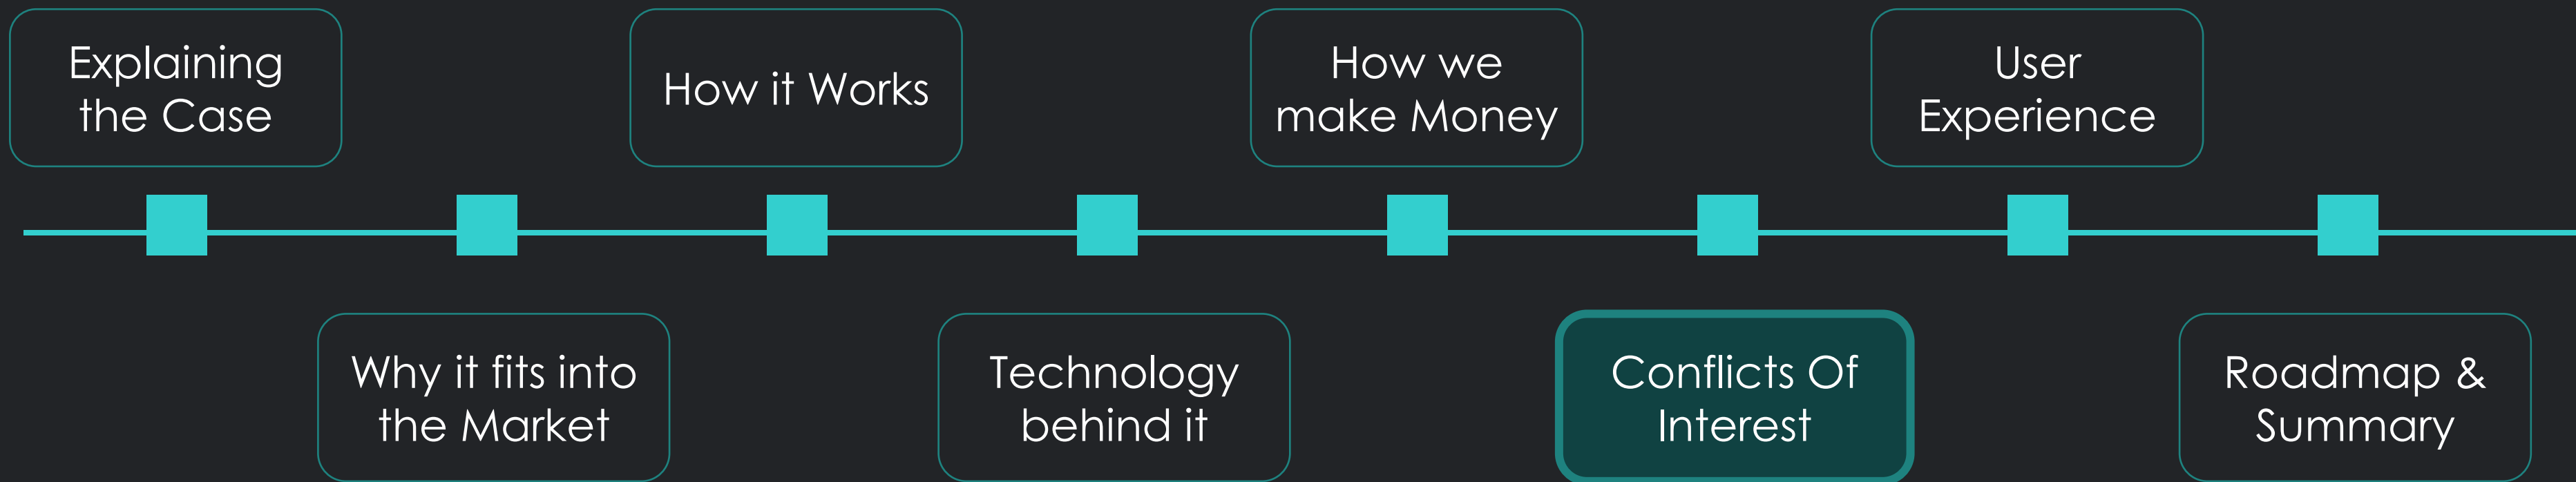 Explaining
the Case
Why it fits into
the Market
How it Works
Technology
behind it
How we
make Money
Conflicts Of
Interest
User
Experience
Roadmap &
Summary